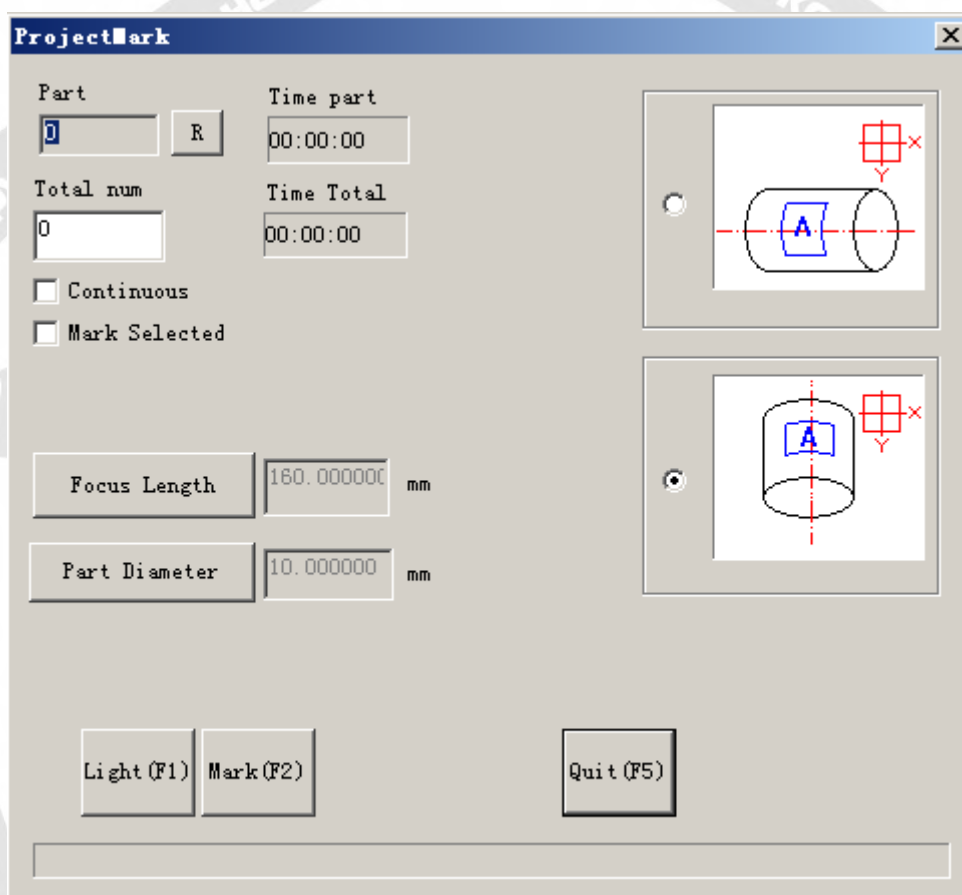 ProjectMark
Part
0
R
Time part
00:00:00
Total num
0
Time Total
00:00:00
Continuous
Mark Selected
Focus Length
160.000000
mm
Part Diameter
10.000000
mm
X
Y
A
X
Y
A
Light(F1)
Mark(F2)
Quit(F5)